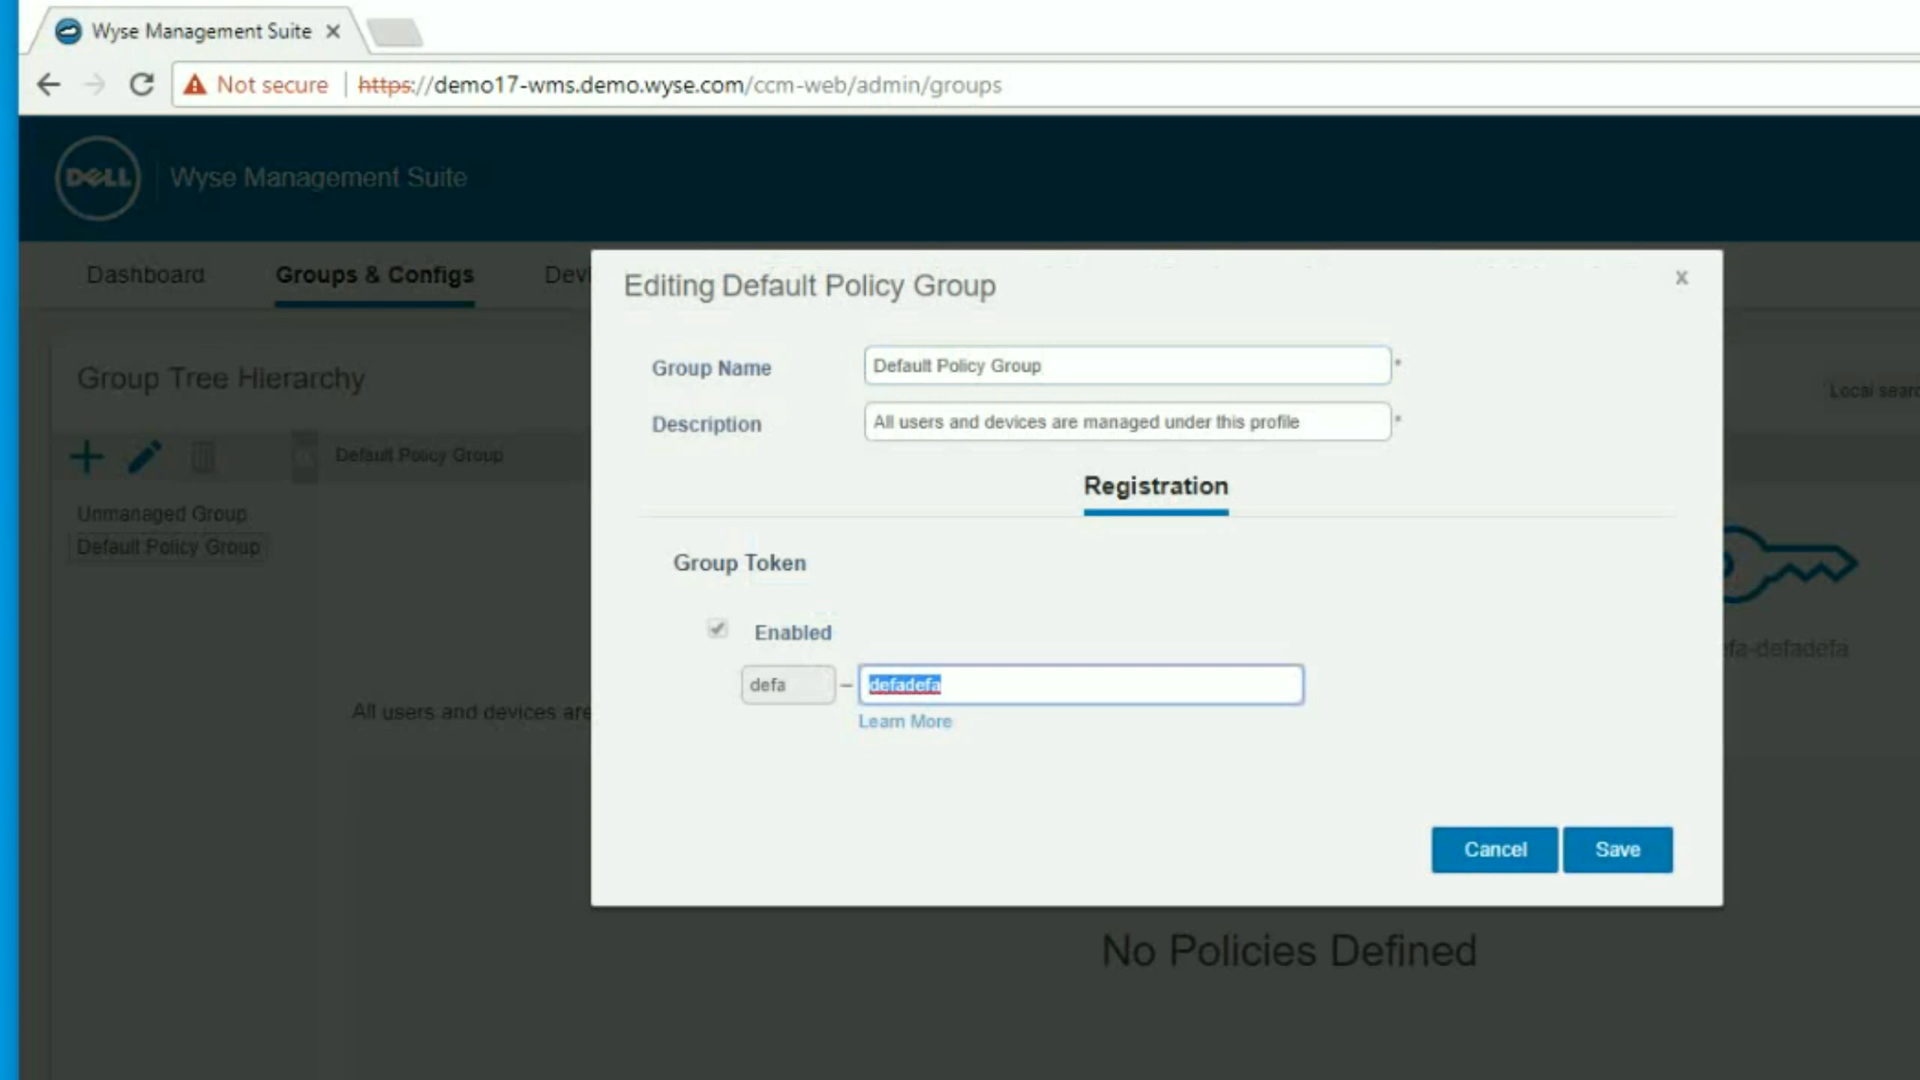 Wyse Management Suite
Not secure
https://demo17-wms.demo.wyse.com/ccm-web/admin/groups
DELL
Wyse Management Suite
Dashboard
Groups & Configs
Editing Default Policy Group
x
Group Name
Default Policy Group
*
Description
All users and devices are managed under this profile
*
Registration
Group Token
Enabled
defa
–
defadefa
Learn More
Cancel
Save
Group Tree Hierarchy
Default Policy Group
Unmanaged Group
Default Policy Group
All users and devices are
Local
fa-defadefa
No Policies Defined